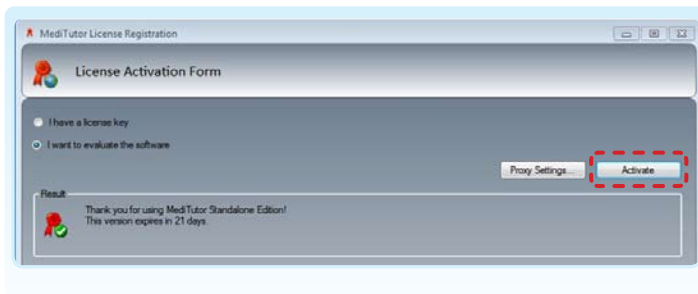 MediTutor License Registration
License Activation Form
I have a license key
I want to evaluate the software
Proxy Settings... Activate
Result
Thank you for using MediTutor Standalone Edition!
This version expires in 21 days.